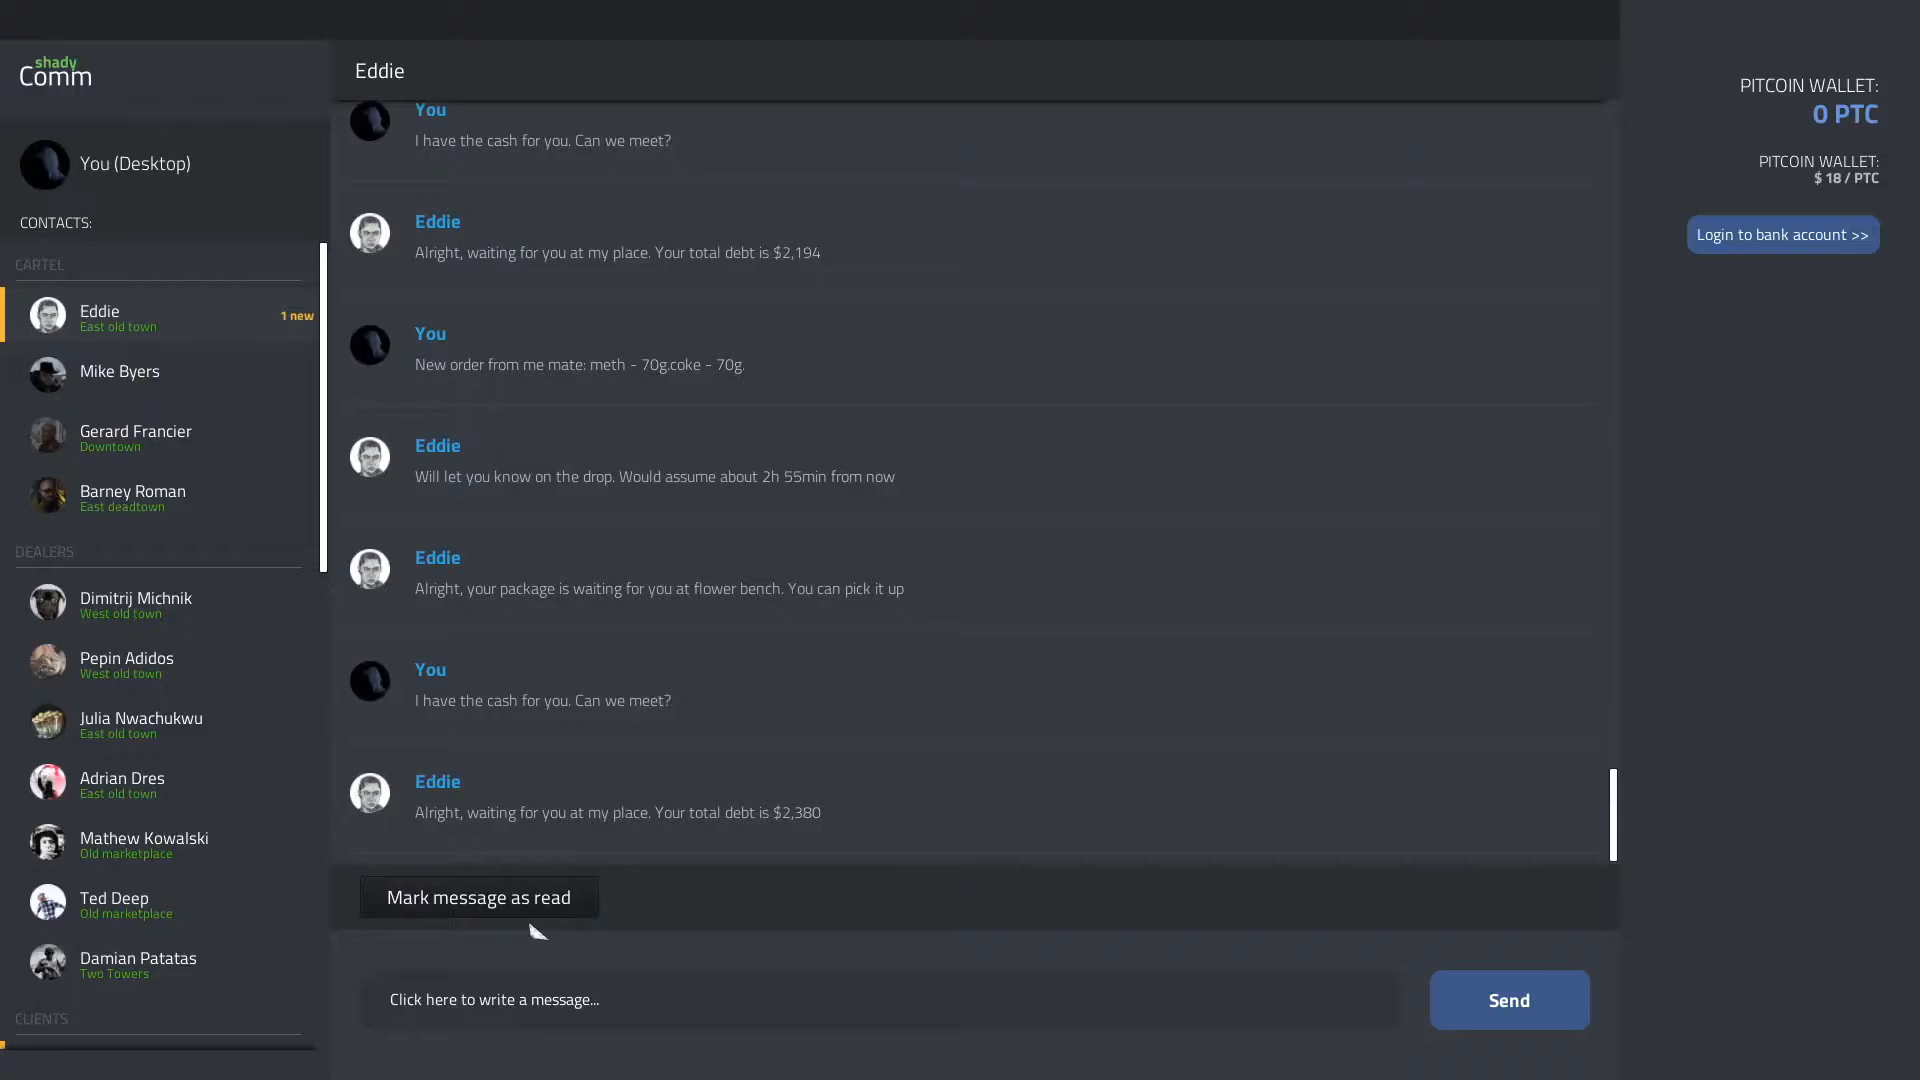 shady
Comm
You (Desktop)
CONTACTS:
CARTEL
Eddie
East old town
1 new
Mike Byers
Gerard Francier
Downtown
Barney Roman
East deadtown
DEALERS
Dimitrij Michnik
West old town
Pepin Adidos
West old town
Julia Nwachukwu
East old town
Adrian Dres
East old town
Mathew Kowalski
Old marketplace
Ted Deep
Old marketplace
Damian Patatas
Two Towers
CLIENTS
Eddie
You
I have the cash for you. Can we meet?
Eddie
Alright, waiting for you at my place. Your total debt is $2,194
You
New order from me mate: meth - 70g.coke - 70g.
Eddie
Will let you know on the drop. Would assume about 2h 55min from now
Eddie
Alright, your package is waiting for you at flower bench. You can pick it up
You
I have the cash for you. Can we meet?
Eddie
Alright, waiting for you at my place. Your total debt is $2,380
Mark message as read
Click here to write a message...
Send
PITCOIN WALLET:
0 PTC
PITCOIN WALLET:
$ 18 / PTC
Login to bank account >>